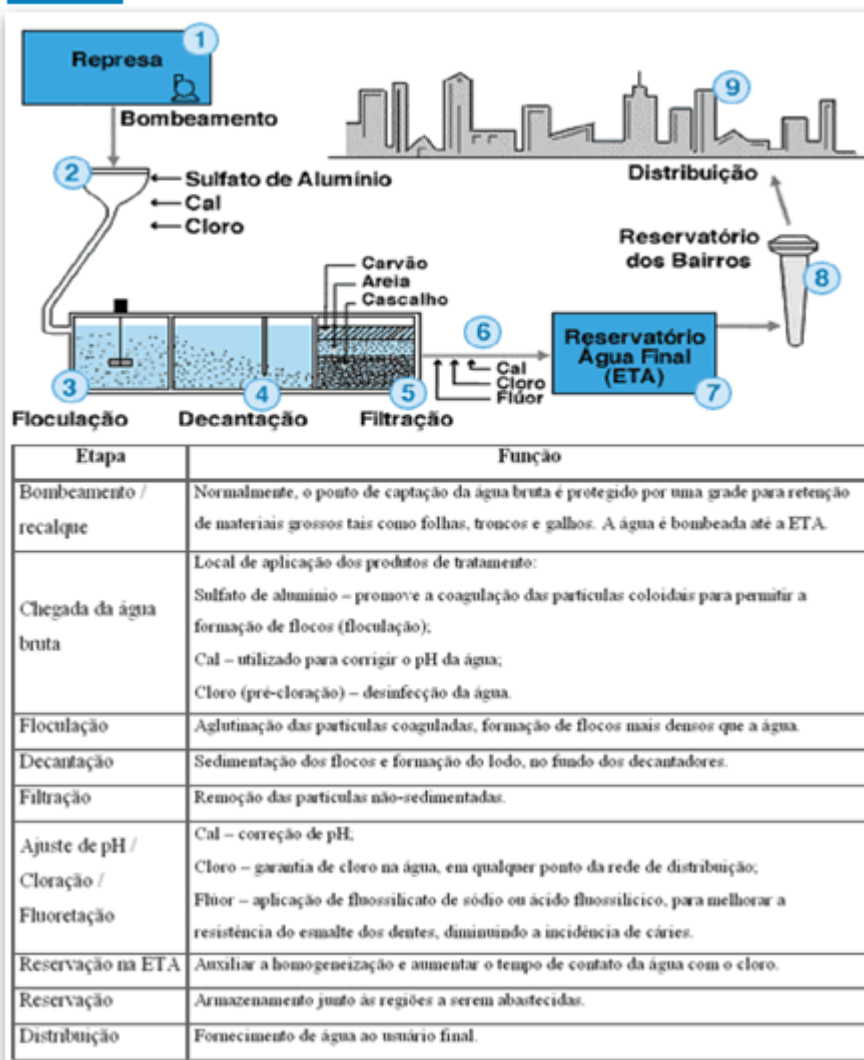 1
Represa
Bombeamento
2
Sulfato de Alumínio
Cal
Cloro
9
Distribuição
Reservatório
dos Bairros
8
Carvão
Areia
Cascalho
6
Cal
Cloro
Flúor
Reservatório
Água Final
(ETA)
7
3
4
5
Floculação
Decantação
Filtração
Etapa
Função
Bombeamento /
recalque
Normalmente, o ponto de captação da água bruta é protegido por uma grade para retenção
de materiais grossos tais como folhas, troncos e galhos. A água é bombeada até a ETA.
Chegada da água
bruta
Local de aplicação dos produtos de tratamento:
Sulfato de alumínio – promove a coagulação das partículas coloidais para permitir a
formação de flocos (floculação);
Cal – utilizado para corrigir o pH da água;
Cloro (pré-cloração) – desinfecção da água.
Floculação
Aglutinação das partículas coaguladas, formação de flocos mais densos que a água.
Decantação
Sedimentação dos flocos e formação do lodo, no fundo dos decantadores.
Filtração
Remoção das partículas não-sedimentadas.
Ajuste de pH /
Cloração /
Fluoretação
Cal – correção de pH;
Cloro – garantia de cloro na água, em qualquer ponto da rede de distribuição;
Flúor – aplicação de fluossilicato de sódio ou ácido fluossilícico, para melhorar a
resistência do esmalte dos dentes, diminuindo a incidência de cáries.
Reservação na ETA
Auxiliar a homogeneização e aumentar o tempo de contato da água com o cloro.
Reservação
Armazenamento junto às regiões a serem abastecidas.
Distribuição
Fornecimento de água ao usuário final.